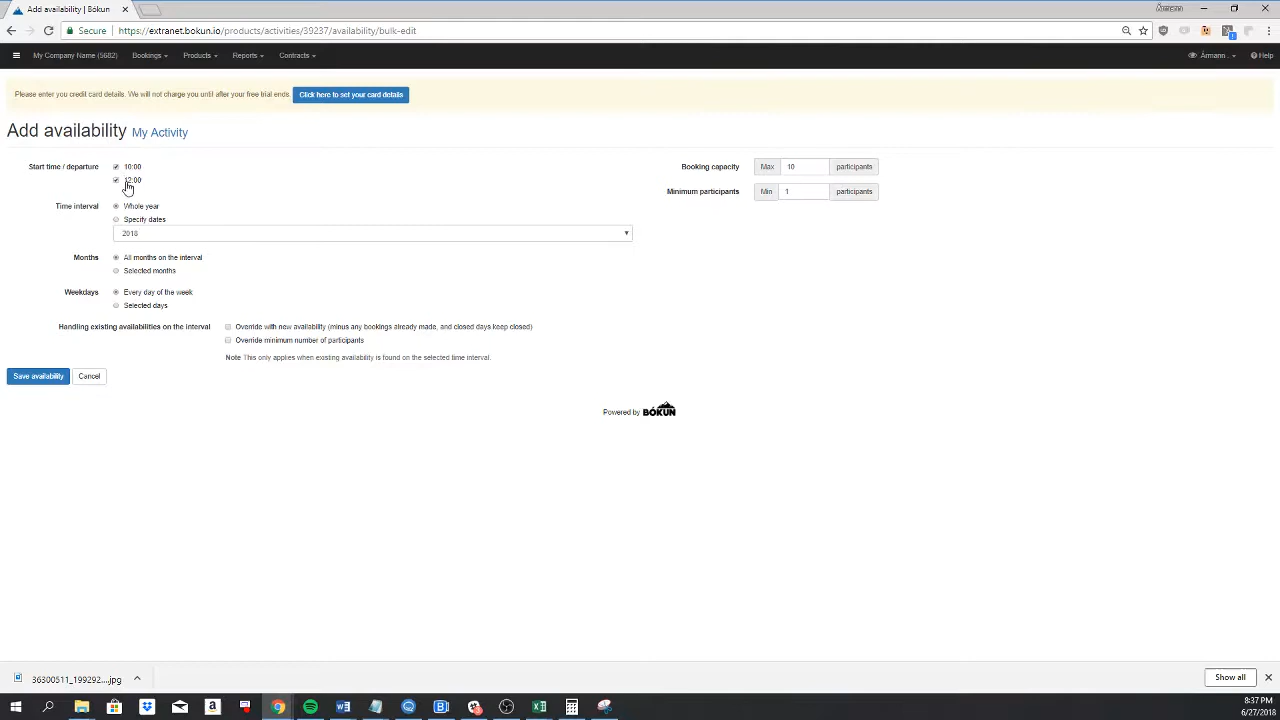 Add availability | Bókun
Ármann
Secure https://extranet.bokun.io/products/activities/39237/availability/bulk-edit
My Company Name (5682) Bookings Products Reports Contracts Ármann . Help
Please enter you credit card details. We will not charge you until after your free trial ends. Click here to set your card details
Add availability My Activity
Start time / departure 10:00
12:00
Booking capacity Max 10 participants
Minimum participants Min 1 participants
Time interval Whole year
Specify dates
2018
Months All months on the interval
Selected months
Weekdays Every day of the week
Selected days
Handling existing availabilities on the interval Override with new availability (minus any bookings already made, and closed days keep closed)
Override minimum number of participants
Note This only applies when existing availability is found on the selected time interval.
Save availability Cancel
Powered by BÓKUN
36300511_199292....jpg Show all
8:37 PM
6/27/2018